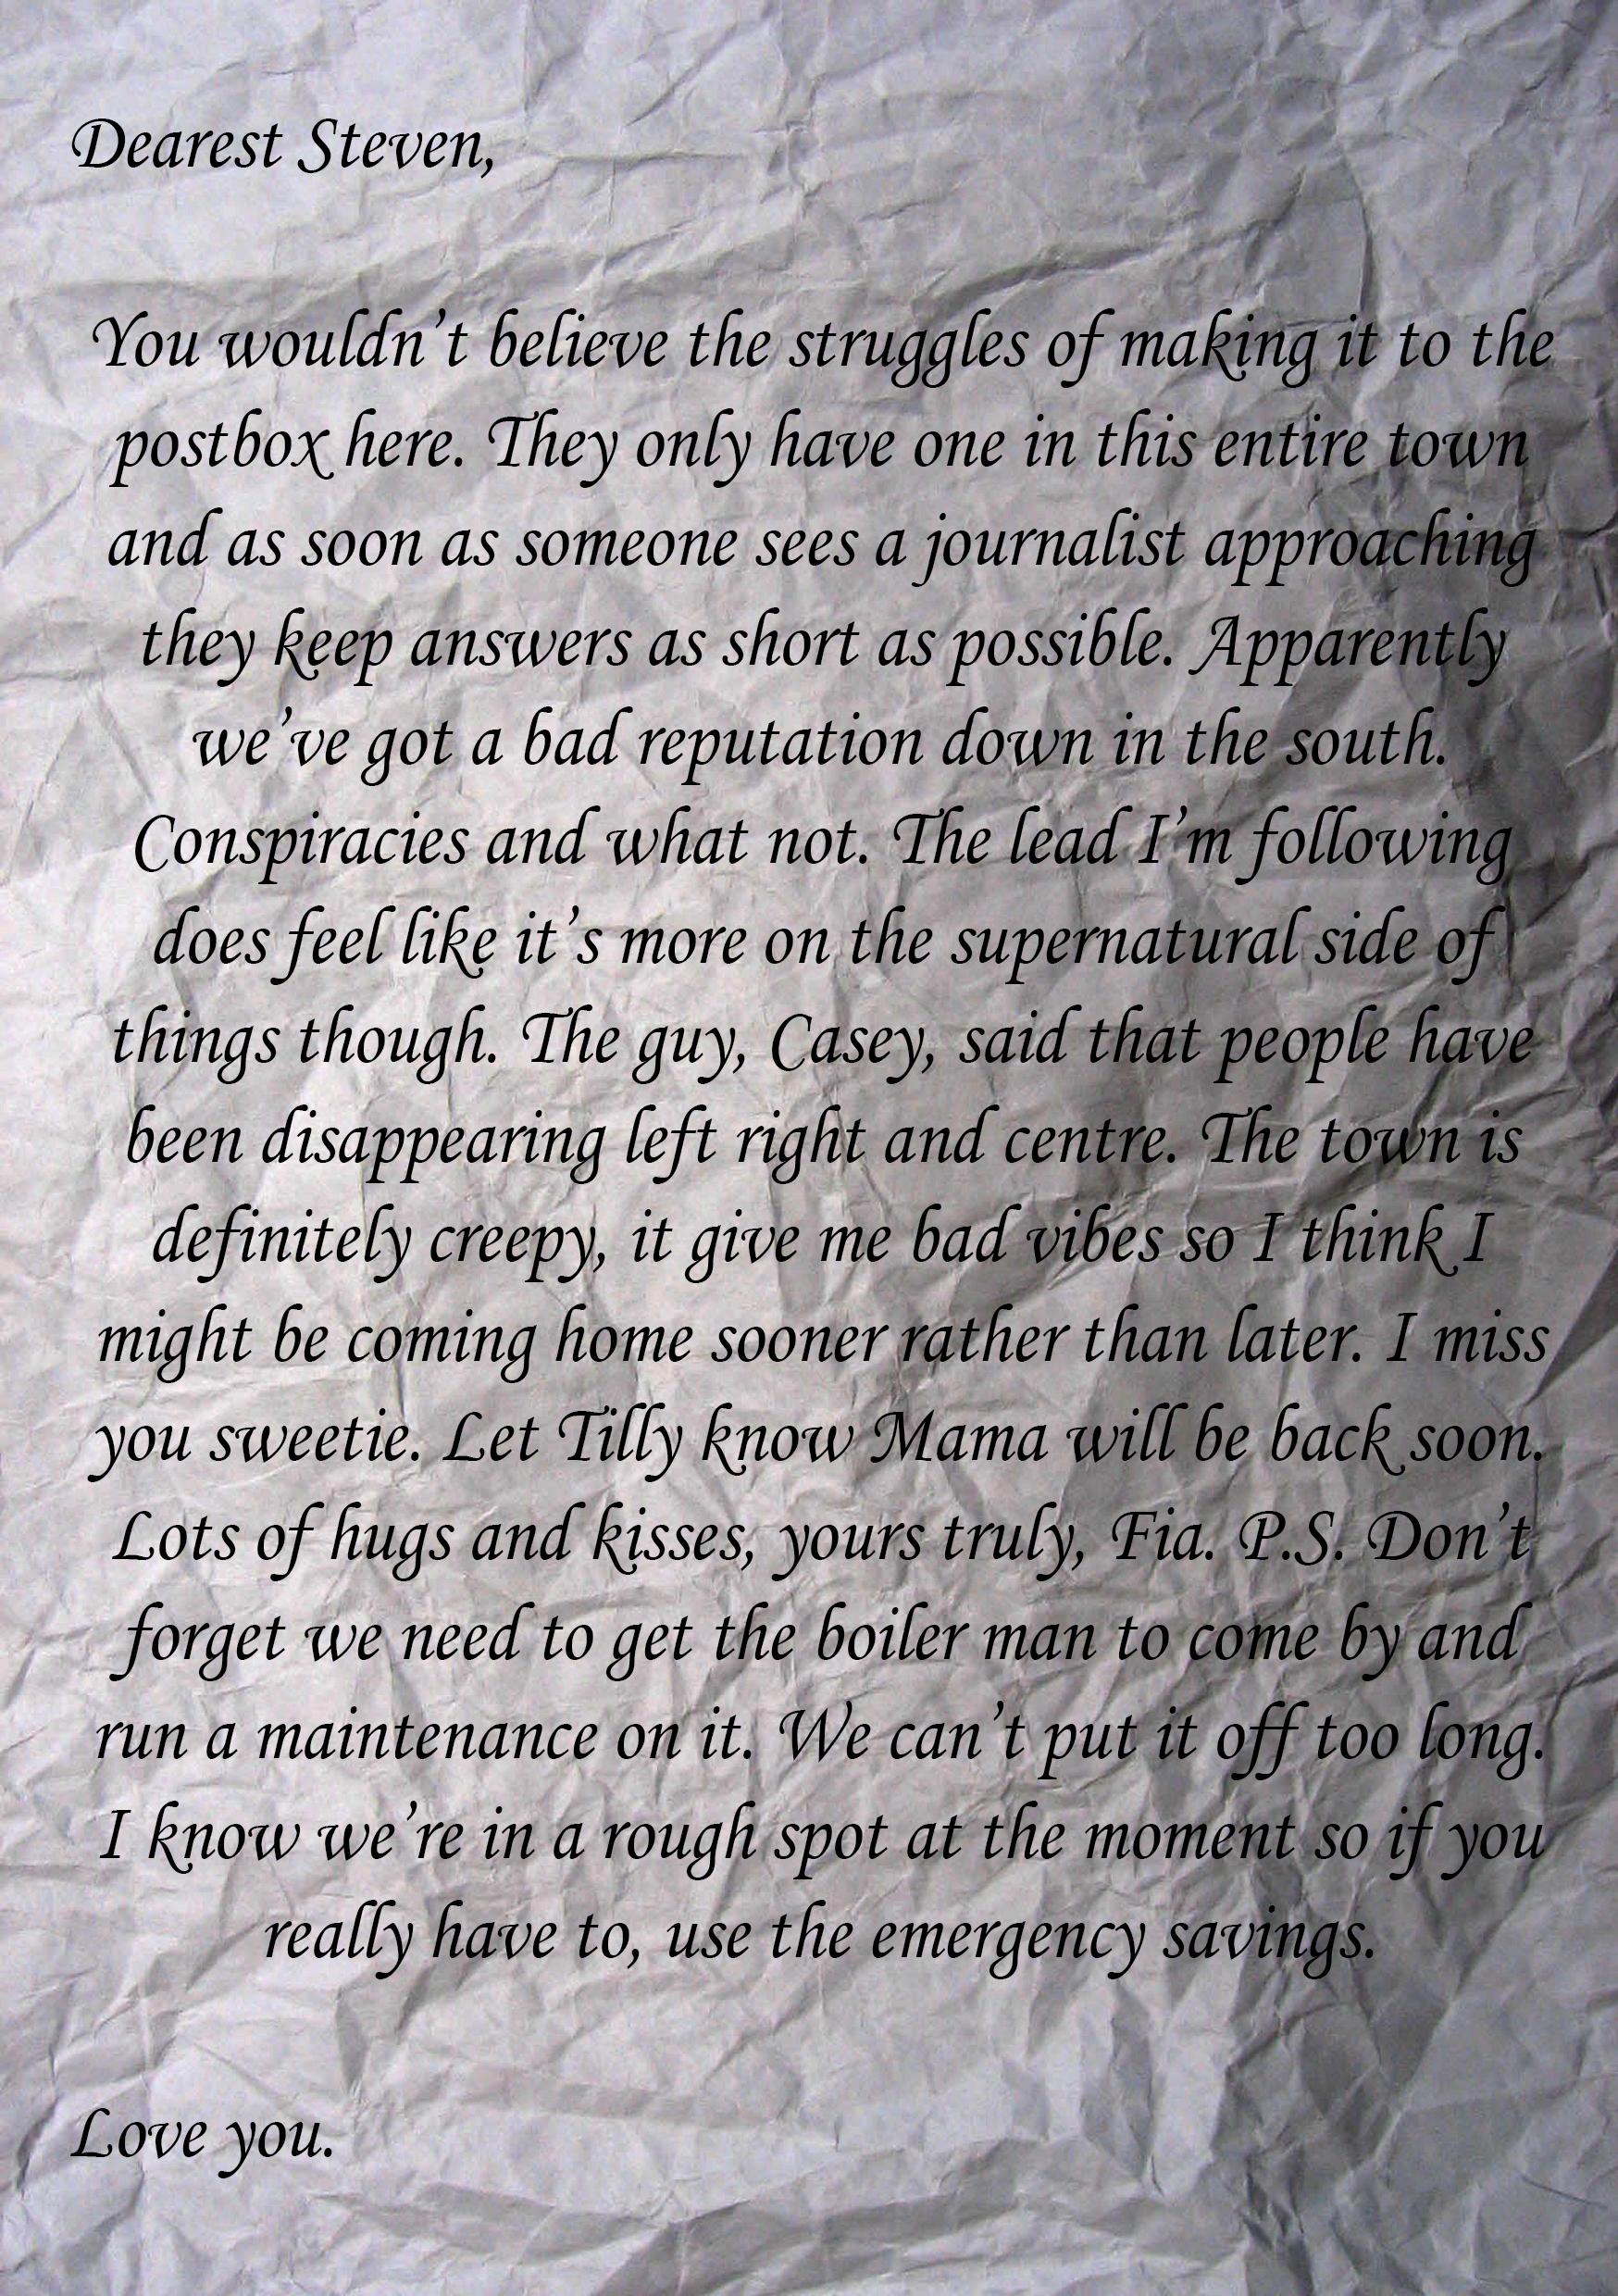 Dearest Steven,
You wouldn't believe the struggles of making it to the
postbox here. They only have one in this entire town
and as soon as someone sees a journalist approaching
they keep answers as short as possible. Apparently
we've got a bad reputation down in the south.
Conspiracies and what not. The lead I'm following
does feel like it's more on the supernatural side of
things though. The guy, Casey, said that people have
been disappearing left right and centre. The town is
definitely creepy, it give me bad vibes so I think I
might be coming home sooner rather than later. I miss
you sweetie. Let Tilly know Mama will be back soon.
Lots of hugs and kisses, yours truly, Fia. P.S. Don't
forget we need to get the boiler man to come by and
run a maintenance on it. We can't put it off too long.
I know we're in a rough spot at the moment so if you
really have to, use the emergency savings.
Love you.